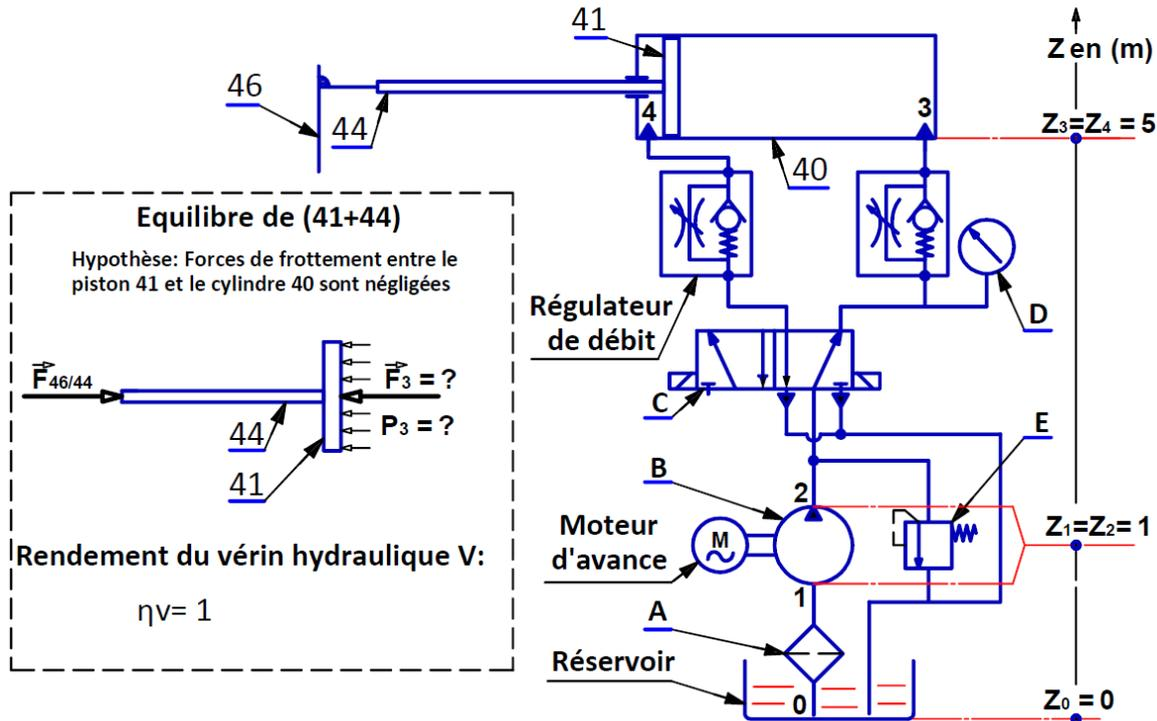 41
Z en (m)
46
44
4
3
Z3=Z4 = 5
40
Equilibre de (41+44)
Hypothèse: Forces de frottement entre le
piston 41 et le cylindre 40 sont négligées
F46/44
F3 = ?
P3 = ?
44
41
Rendement du vérin hydraulique V:
ηv= 1
Régulateur
de débit
D
C
E
B
2
Moteur
d'avance
M
Z1=Z2= 1
1
A
Réservoir
0
Z0 = 0